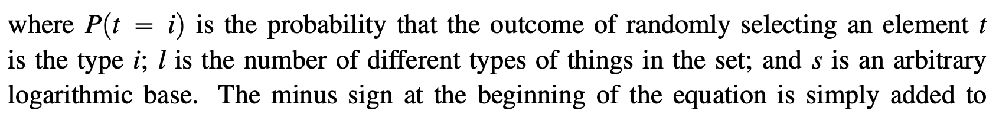 where P(t = i) is the probability that the outcome of randomly selecting an element t
is the type i; l is the number of different types of things in the set; and s is an arbitrary
logarithmic base. The minus sign at the beginning of the equation is simply added to